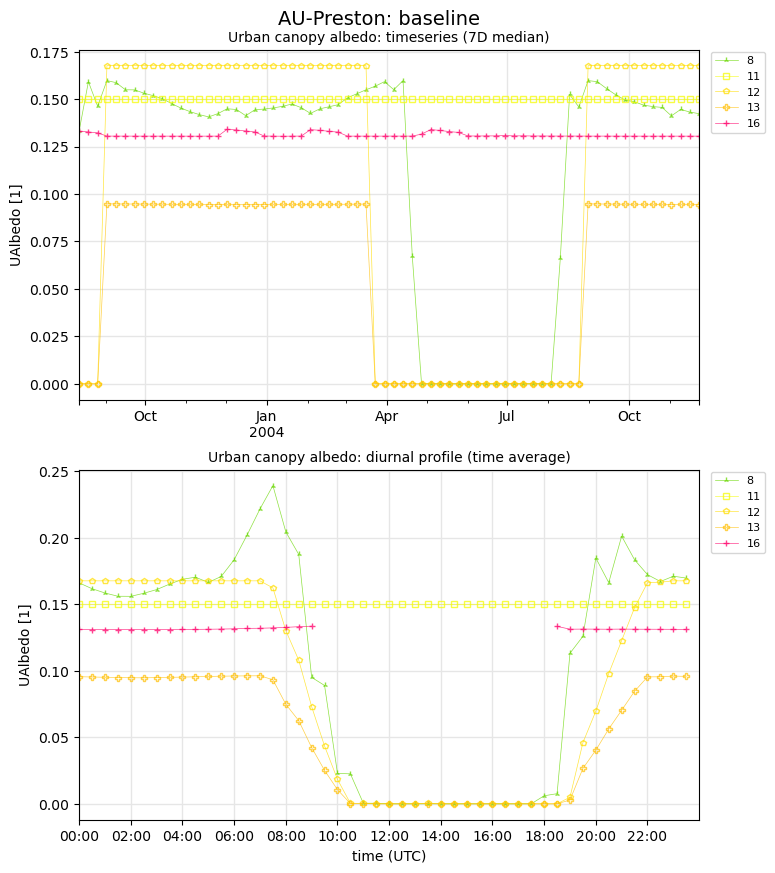 AU-Preston: baseline
Urban canopy albedo: timeseries (7D median)
UAlbedo [1]
0.175
0.150
0.125
0.100
0.075
0.050
0.025
0.000
Oct
Jan
2004
Apr
Jul
Oct
8
11
12
13
16
Urban canopy albedo: diurnal profile (time average)
UAlbedo [1]
0.25
0.20
0.15
0.10
0.05
0.00
00:00 02:00 04:00 06:00 08:00 10:00 12:00 14:00 16:00 18:00 20:00 22:00
time (UTC)
8
11
12
13
16